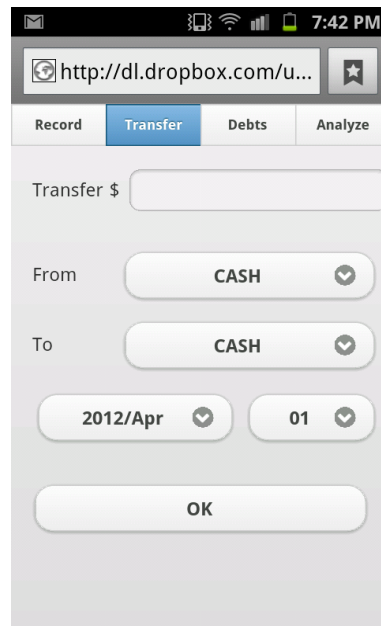 7:42 PM
http://dl.dropbox.com/u...
Record Transfer Debts Analyze
Transfer $
From CASH
To CASH
2012/Apr 01
OK